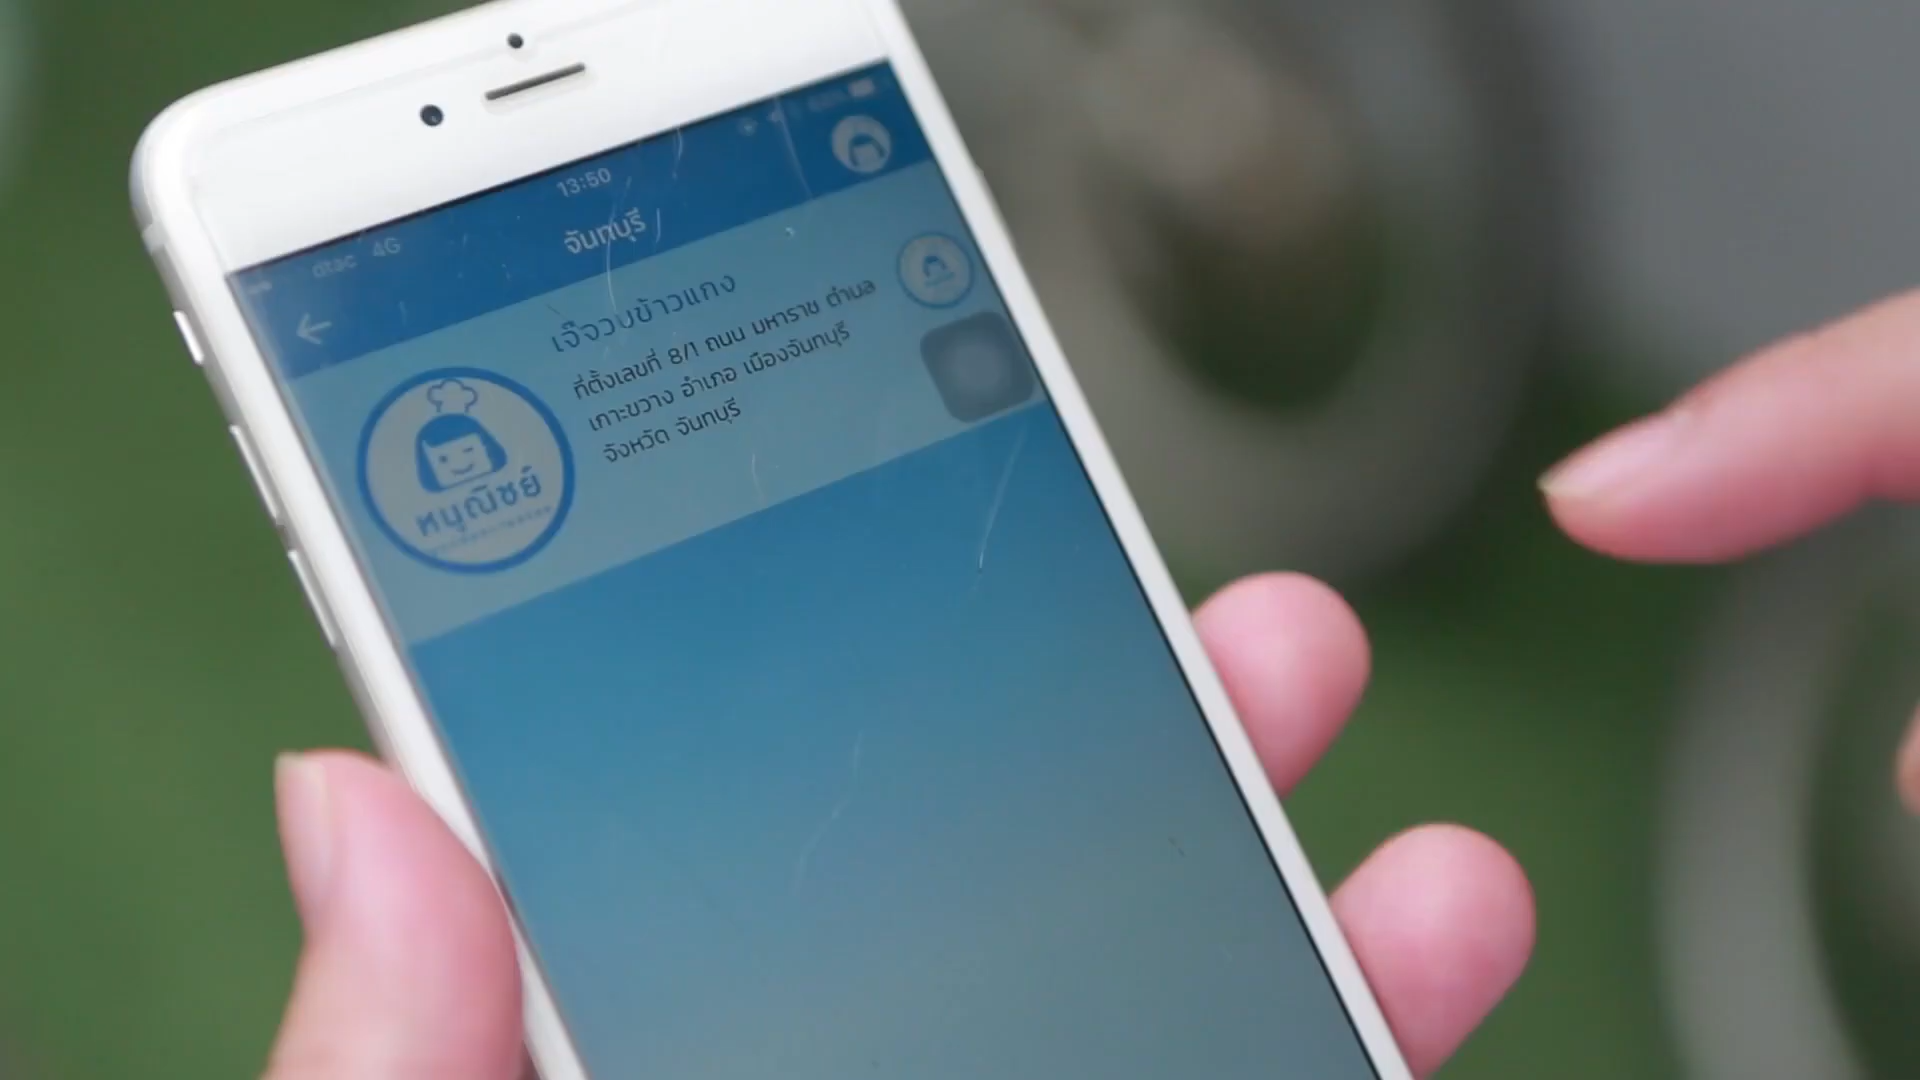 dtac 4G
13:50
จันทบุรี
เจ๊จวบข้าวแกง
ที่ตั้งเลขที่ 8/1 ถนน มหาราช ตำบล
เกาะขวาง อำเภอ เมืองจันทบุรี
จังหวัด จันทบุรี
หนูณิชย์